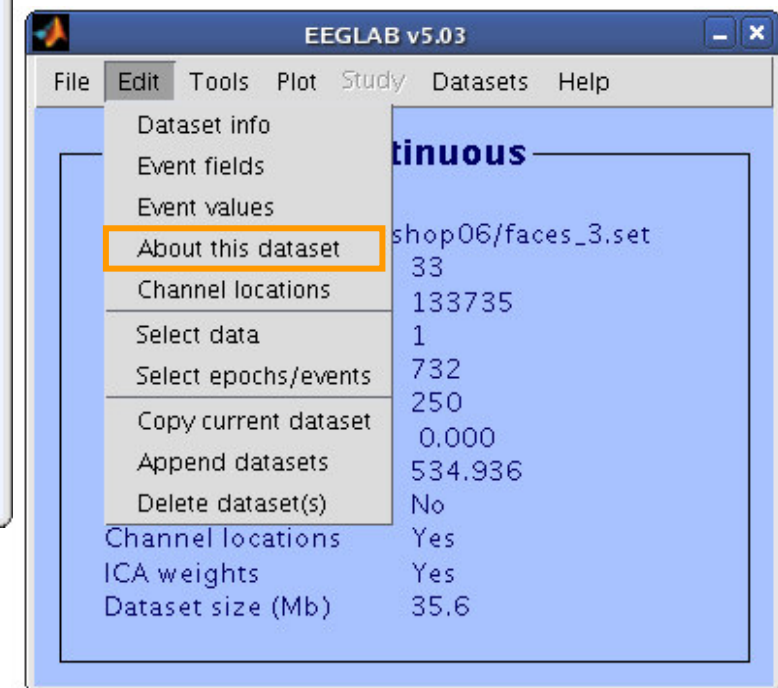 EEGLAB v5.03
File Edit Tools Plot Study Datasets Help
Dataset info
Event fields
Event values
About this dataset
Channel locations
Select data
Select epochs/events
Copy current dataset
Append datasets
Delete dataset(s)
tinuous
shop06/faces_3.set
33
133735
1
732
250
0.000
534.936
No
Channel locations Yes
ICA weights Yes
Dataset size (Mb) 35.6